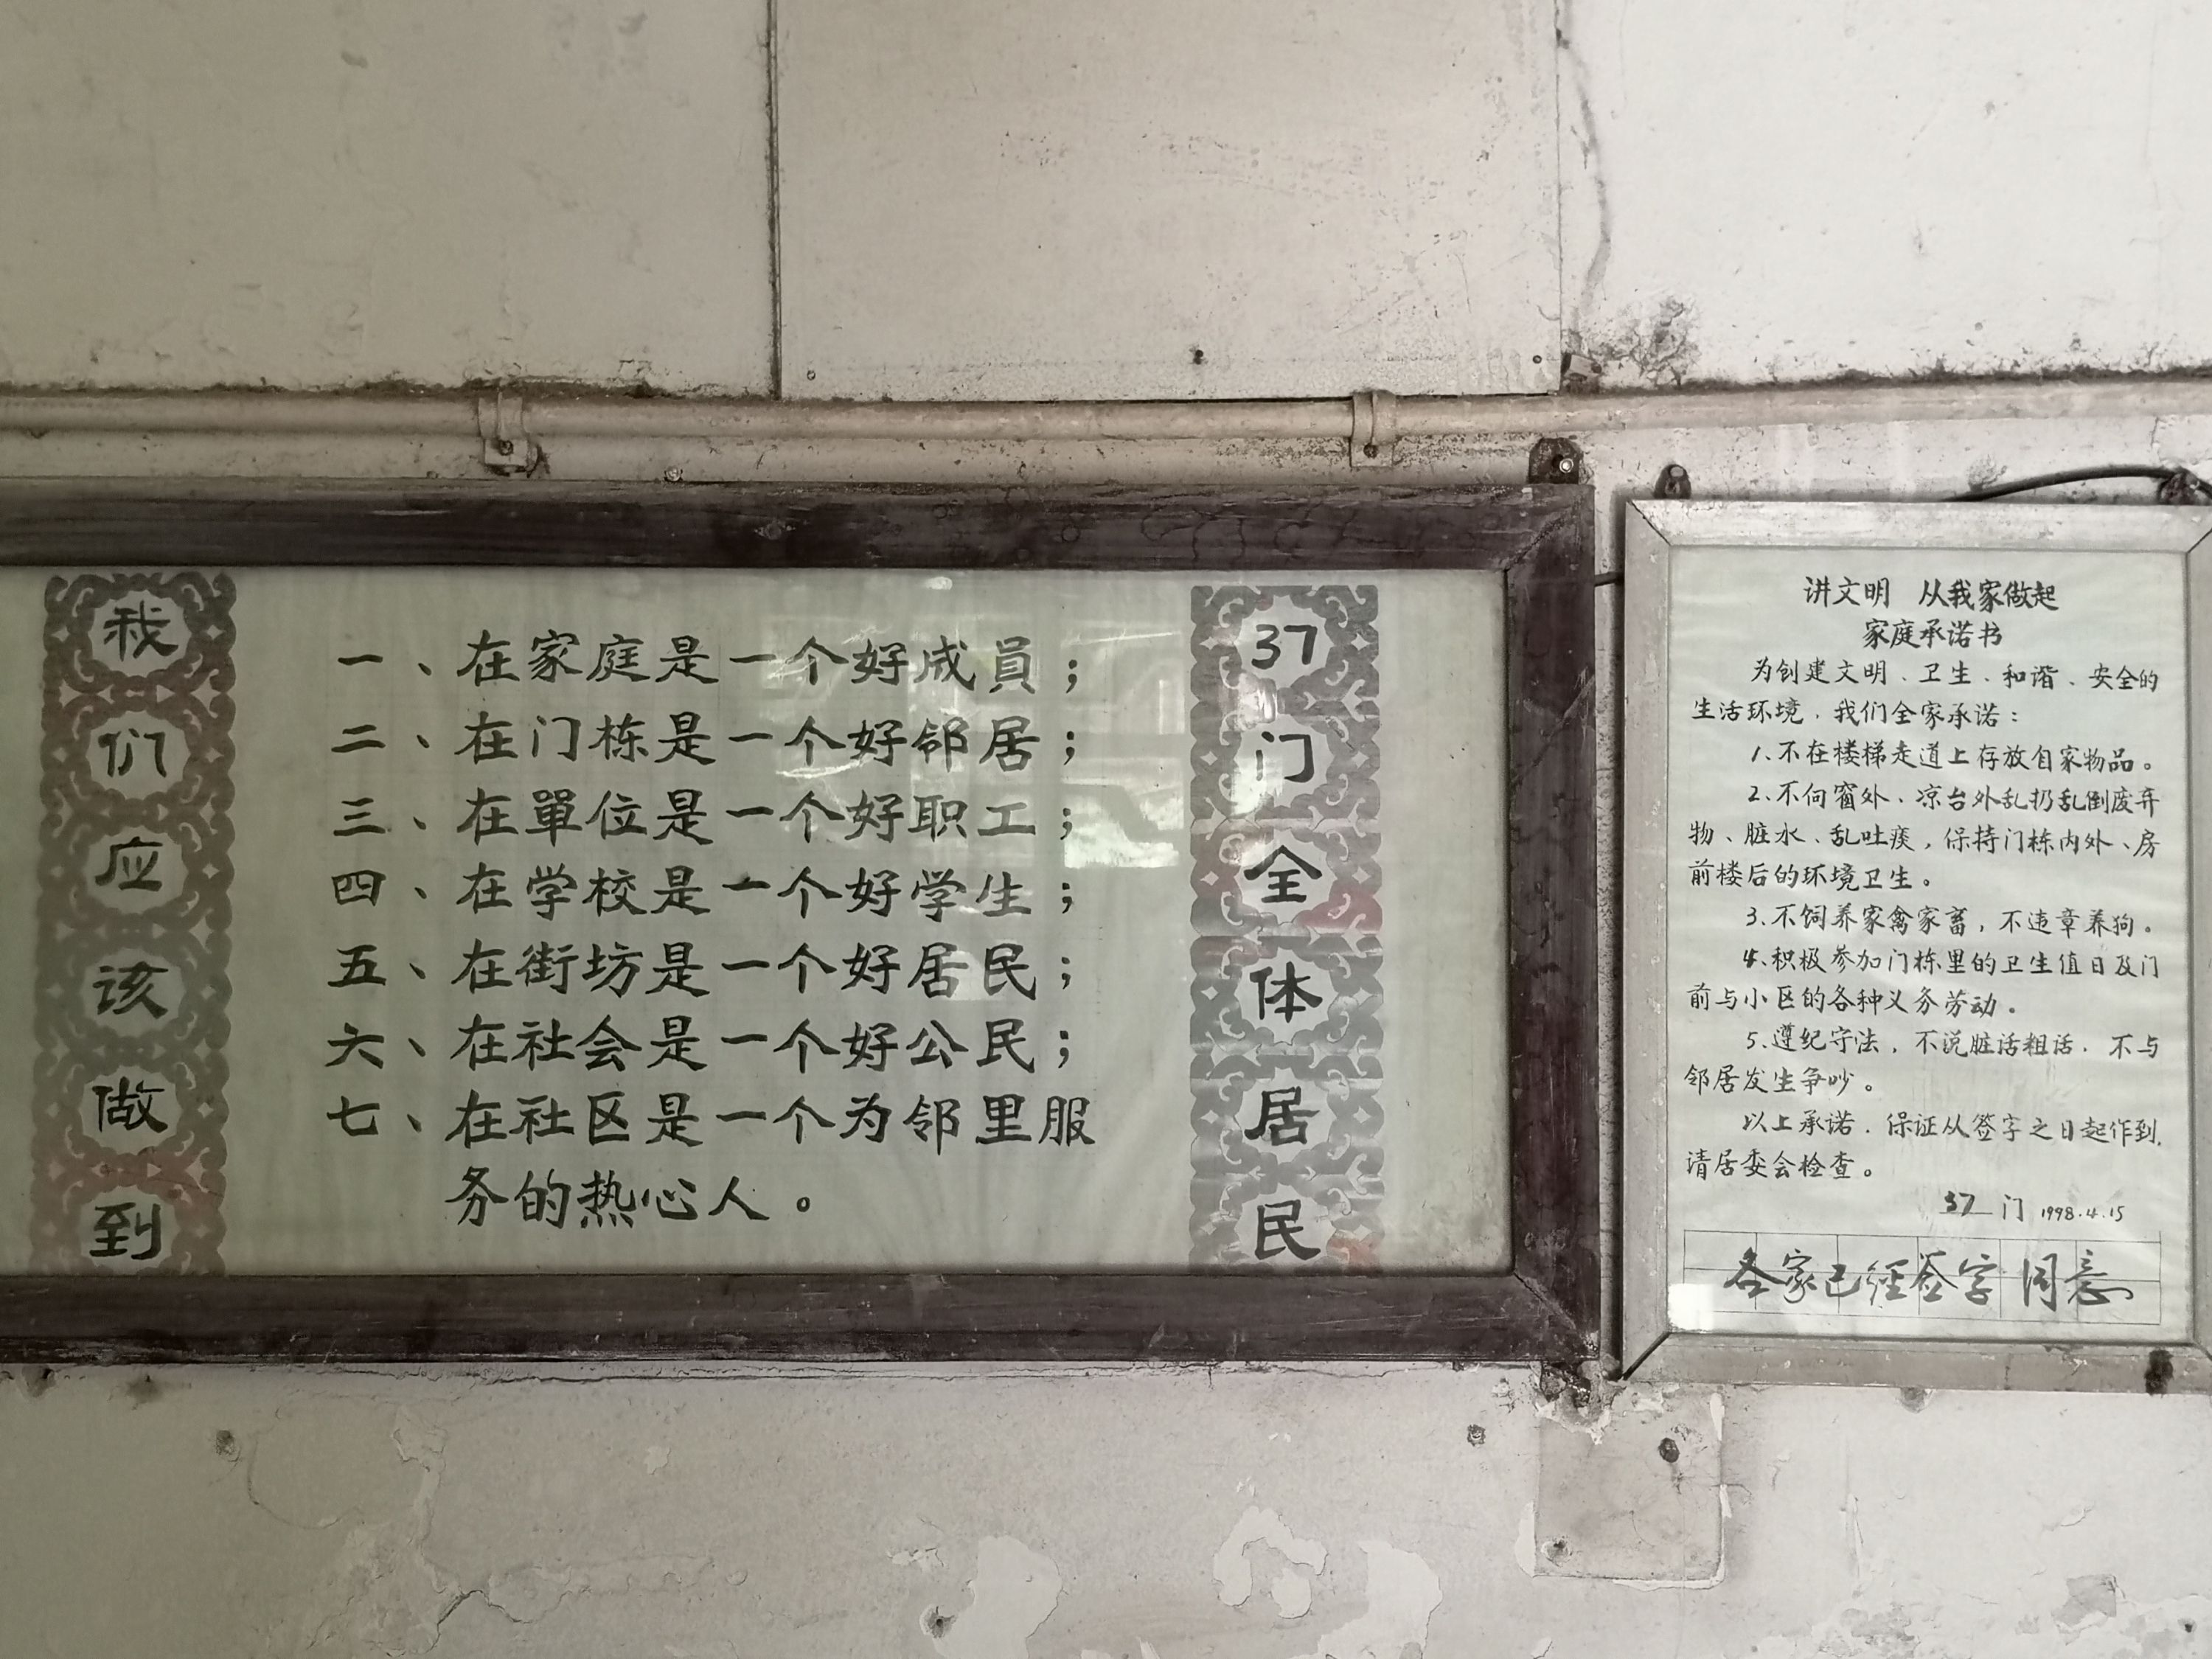 我们应该做到
一、在家庭是一个好成員；
二、在门栋是一个好邻居；
三、在單位是一个好职工；
四、在学校是一个好学生；
五、在街坊是一个好居民；
六、在社会是一个好公民；
七、在社区是一个为邻里服
务的热心人。
37门全体居民
讲文明 从我家做起
家庭承诺书
为创建文明、卫生、和谐、安全的
生活环境，我们全家承诺：
1.不在楼梯走道上存放自家物品。
2.不向窗外、凉台外乱扔乱倒废弃
物、脏水、乱吐痰，保持门栋内外、房
前楼后的环境卫生。
3.不饲养家禽家畜，不违章养狗。
4.积极参加门栋里的卫生值日及门
前与小区的各种义务劳动。
5.遵纪守法，不说脏话粗话，不与
邻居发生争吵。
以上承诺，保证从签字之日起作到，
请居委会检查。
37门 1998.4.15
各家已經签字同意